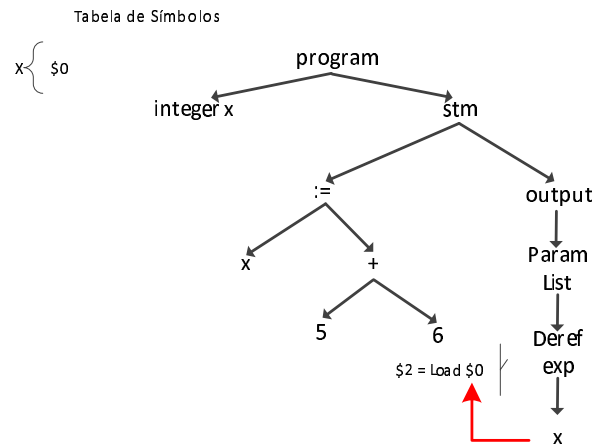 Tabela de Símbolos
x $0
program
integer x stm
:= output
x + Param List
5 6
Deref exp
$2 = Load $0
x